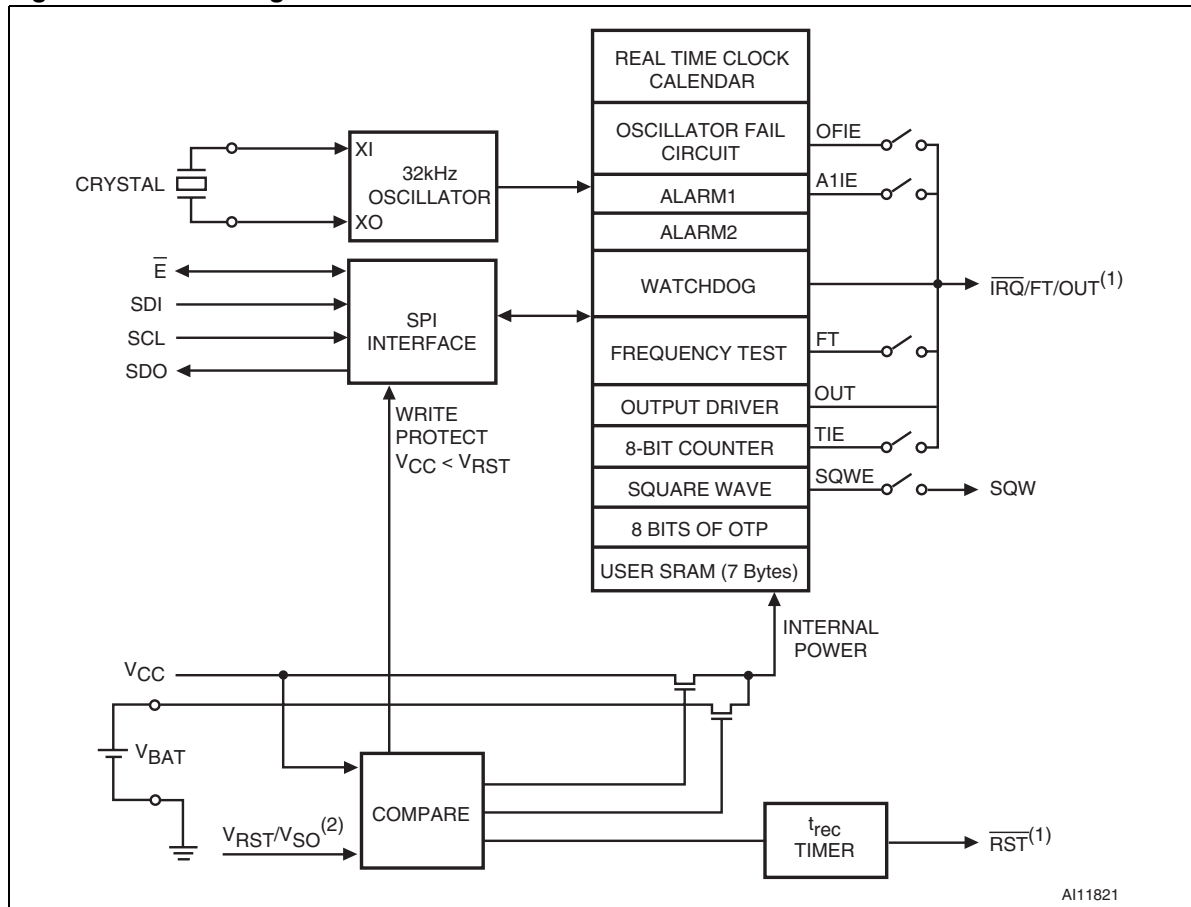 REAL TIME CLOCK
CALENDAR
OSCILLATOR FAIL
CIRCUIT
OFIE
XI
32kHz
OSCILLATOR
XO
CRYSTAL
ALARM1
A1IE
ALARM2
E
SDI
SCL
SDO
SPI
INTERFACE
WATCHDOG
IRQ/FT/OUT(1)
FREQUENCY TEST
FT
OUTPUT DRIVER
OUT
WRITE
PROTECT
VCC < VRST
8-BIT COUNTER
TIE
SQUARE WAVE
SQWE
SQW
8 BITS OF OTP
USER SRAM (7 Bytes)
INTERNAL
POWER
VCC
VBAT
COMPARE
VRST/VSO(2)
trec
TIMER
RST(1)
AI11821